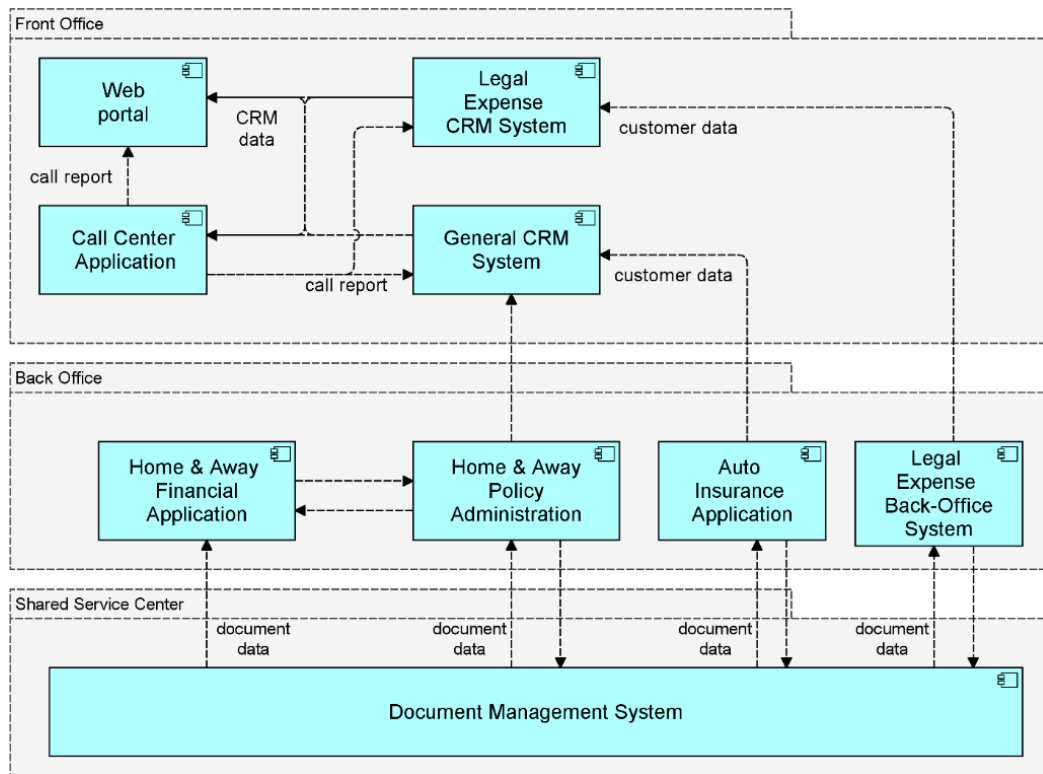 Front Office
Web
portal
Legal
Expense
CRM System
CRM
data
customer data
call report
Call Center
Application
General CRM
System
call report
customer data
Back Office
Home & Away
Financial
Application
Home & Away
Policy
Administration
Auto
Insurance
Application
Legal
Expense
Back-Office
System
Shared Service Center
document
data
document
data
document
data
document
data
Document Management System